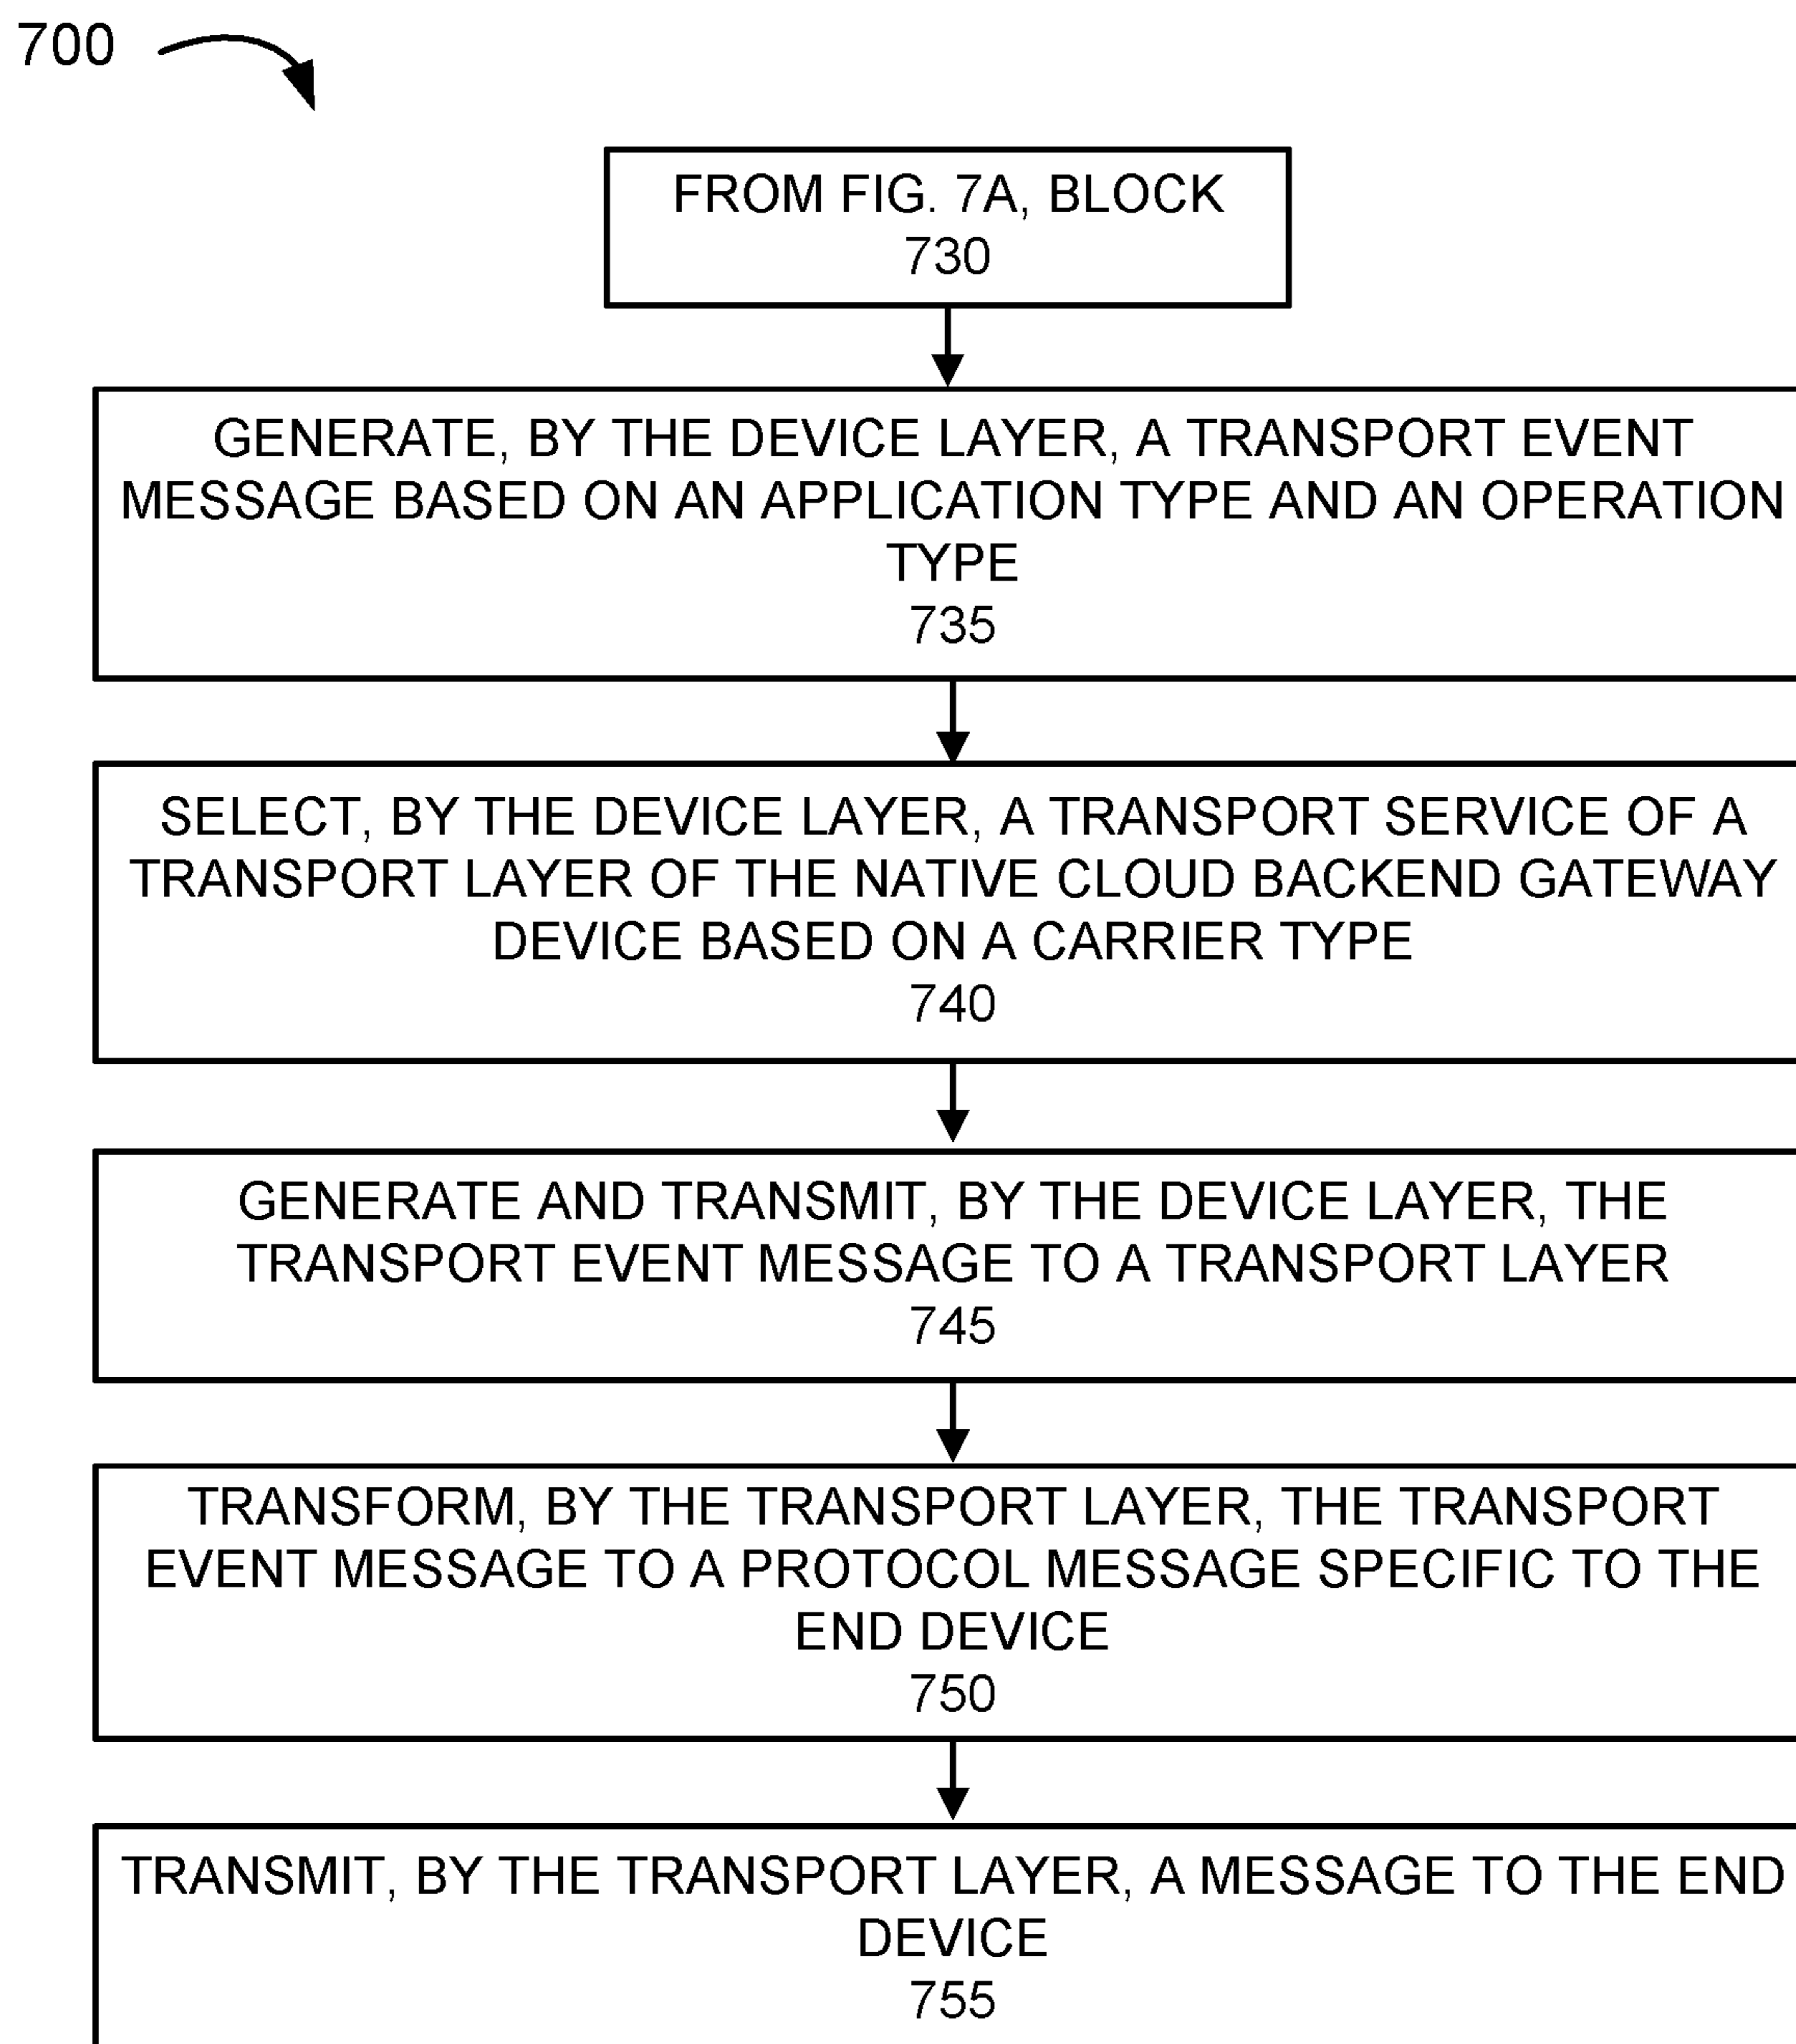 700
FROM FIG. 7A, BLOCK
730
GENERATE, BY THE DEVICE LAYER, A TRANSPORT EVENT
MESSAGE BASED ON AN APPLICATION TYPE AND AN OPERATION
TYPE
735
SELECT, BY THE DEVICE LAYER, A TRANSPORT SERVICE OF A
TRANSPORT LAYER OF THE NATIVE CLOUD BACKEND GATEWAY
DEVICE BASED ON A CARRIER TYPE
740
GENERATE AND TRANSMIT, BY THE DEVICE LAYER, THE
TRANSPORT EVENT MESSAGE TO A TRANSPORT LAYER
745
TRANSFORM, BY THE TRANSPORT LAYER, THE TRANSPORT
EVENT MESSAGE TO A PROTOCOL MESSAGE SPECIFIC TO THE
END DEVICE
750
TRANSMIT, BY THE TRANSPORT LAYER, A MESSAGE TO THE END
DEVICE
755